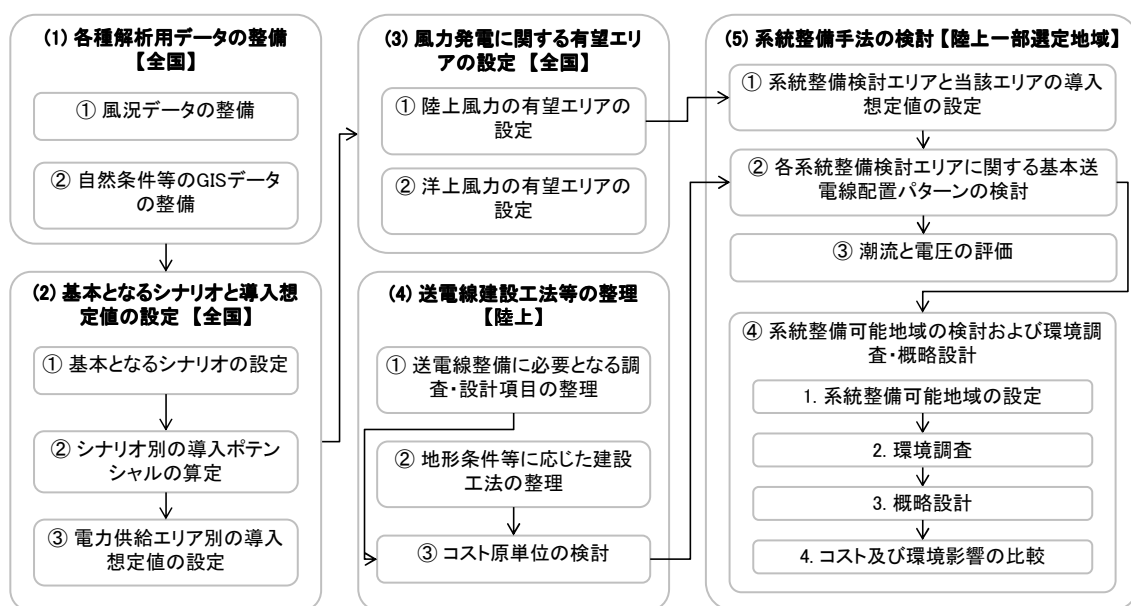 (1) 各種解析用データの整備
【全国】
① 風況データの整備
② 自然条件等のGISデータ
の整備
(2) 基本となるシナリオと導入想
定値の設定 【全国】
① 基本となるシナリオの設定
② シナリオ別の導入ポテン
シャルの算定
③ 電力供給エリア別の導入
想定値の設定
(3) 風力発電に関する有望エリ
アの設定 【全国】
① 陸上風力の有望エリアの
設定
② 洋上風力の有望エリアの
設定
(4) 送電線建設工法等の整理
【陸上】
① 送電線整備に必要となる調
査・設計項目の整理
② 地形条件等に応じた建設
工法の整理
③ コスト原単位の検討
(5) 系統整備手法の検討【陸上一部選定地域】
① 系統整備検討エリアと当該エリアの導入
想定値の設定
② 各系統整備検討エリアに関する基本送
電線配置パターンの検討
③ 潮流と電圧の評価
④ 系統整備可能地域の検討および環境調
査・概略設計
1. 系統整備可能地域の設定
2. 環境調査
3. 概略設計
4. コスト及び環境影響の比較